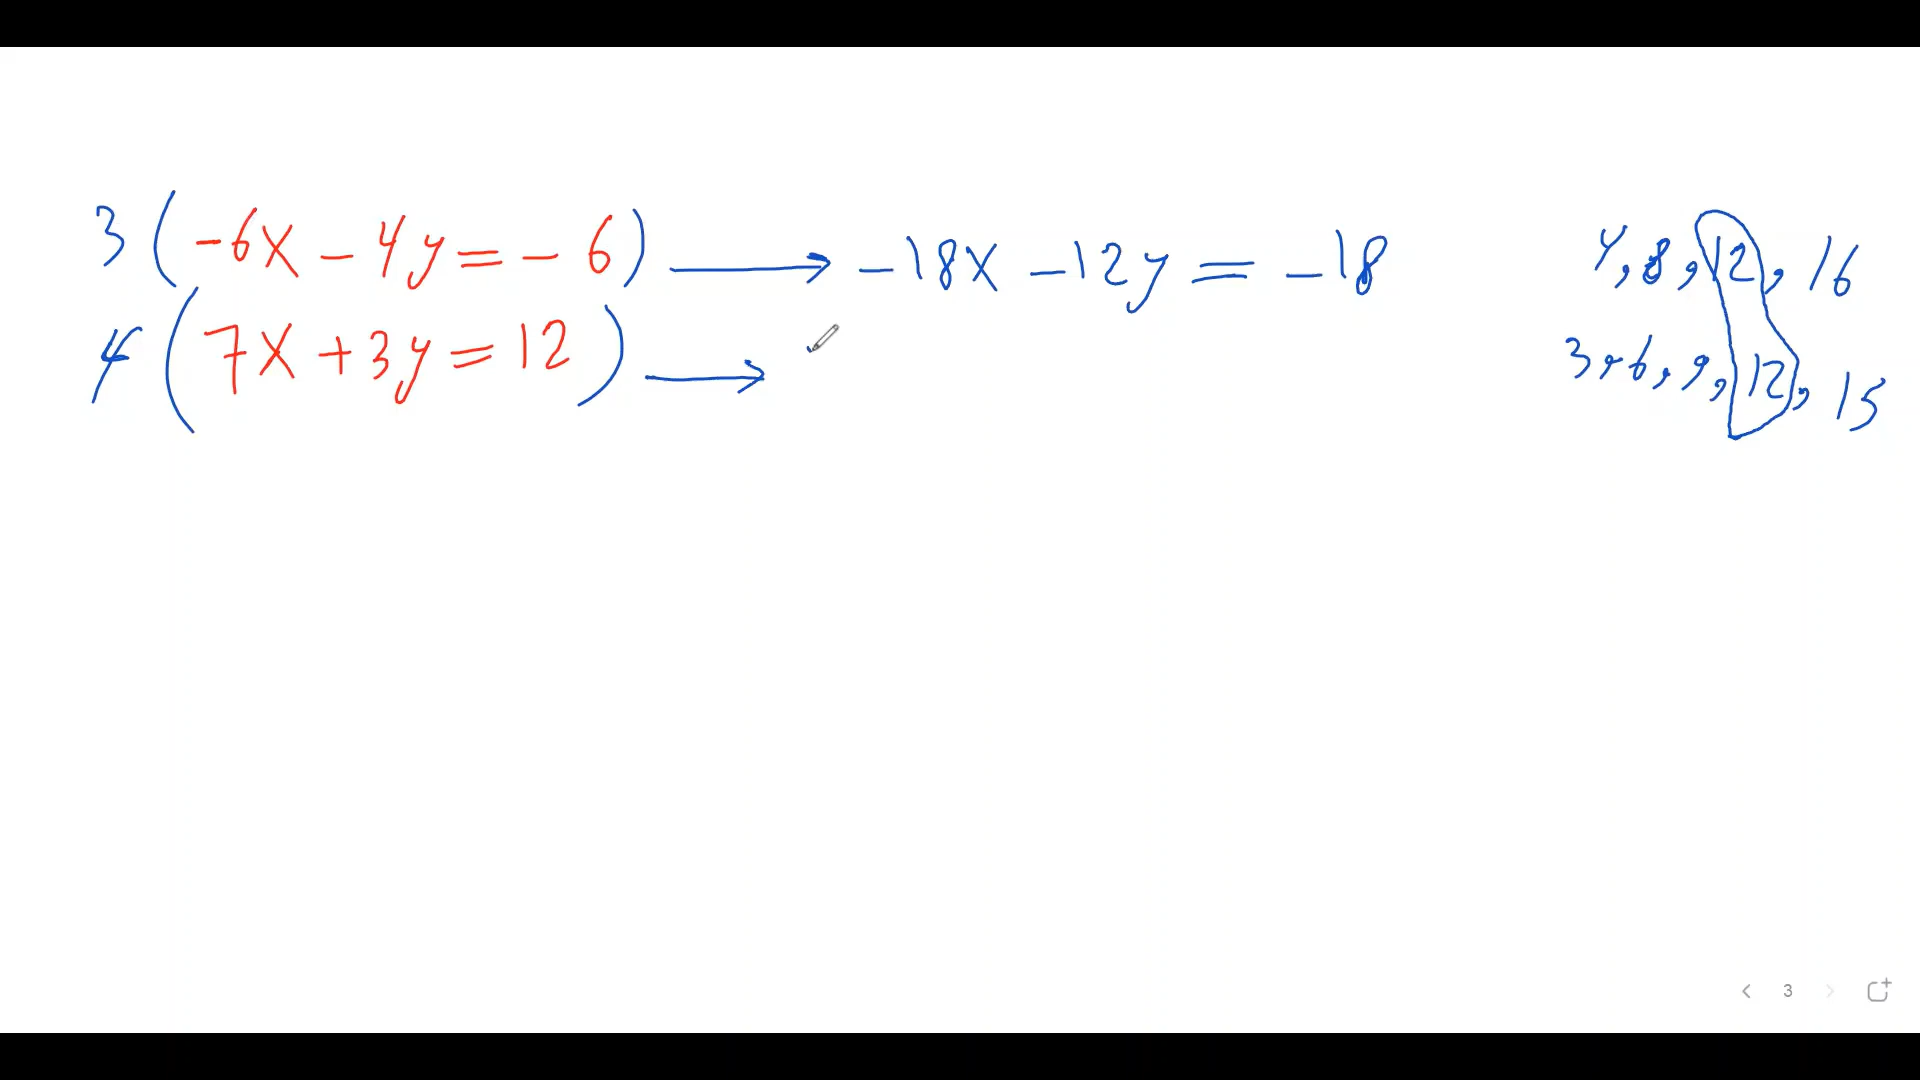 3 (-6x - 4y = - 6) → -18x - 12y = -18
4 (7x + 3y = 12) →
4, 8, 12, 16
3, 6, 9, 12, 15
3